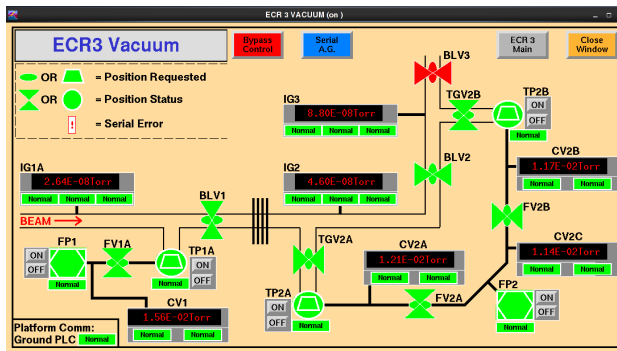 ECR 3 VACUUM (on )
ECR3 Vacuum
Bypass
Control
Serial
A.G.
BLV3
ECR 3
Main
Close
Window
OR = Position Requested
OR = Position Status
! = Serial Error
IG3
8.80E-08Torr
Normal Normal Normal
TGV2B
TP2B
ON
OFF
Normal
CV2B
1.17E-02Torr
Normal Normal
IG1A
2.64E-08Torr
Normal Normal Normal
BLV1
IG2
4.60E-08Torr
Normal Normal Normal
BLV2
FV2B
BEAM
FP1
ON
OFF
Normal
FV1A
TP1A
ON
OFF
Normal
TGV2A
CV2A
1.21E-02Torr
Normal Normal
CV2C
1.14E-02Torr
Normal Normal
TP2A
ON
OFF
Normal
FV2A
FP2
ON
OFF
Normal
CV1
1.56E-02Torr
Normal Normal
Platform Comm:
Ground PLC Normal